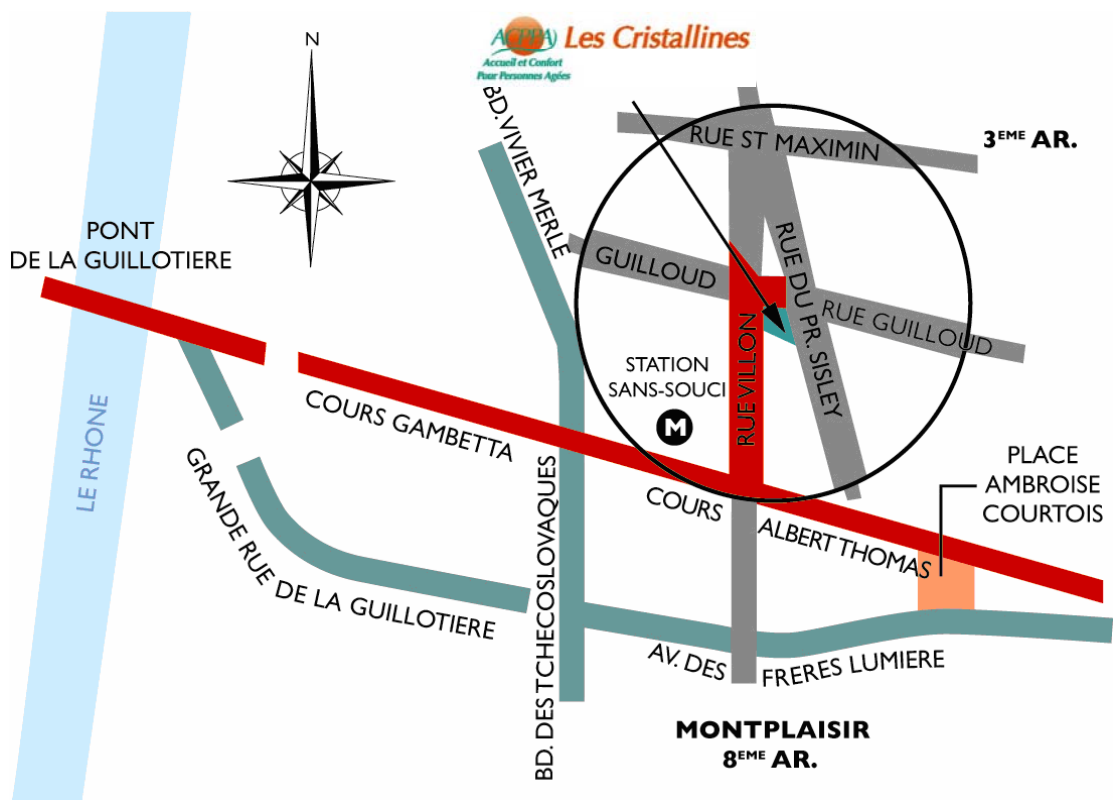 N
ACPPA Les Cristallines
Accueil et Confort
Pour Personnes Agées
BD. VIVIER MERLE
RUE ST MAXIMIN
3EME AR.
PONT
DE LA GUILLOTIERE
GUILLOUD
RUE DU PR. SISLEY
RUE GUILLOUD
STATION
SANS-SOUCI
M
RUE VILLON
LE RHONE
COURS GAMBETTA
GRANDE RUE DE LA GUILLOTIERE
BD. DES TCHECOSLOVAQUES
COURS ALBERT THOMAS
PLACE
AMBROISE
COURTOIS
AV. DES FRERES LUMIERE
MONTPLAISIR
8EME AR.